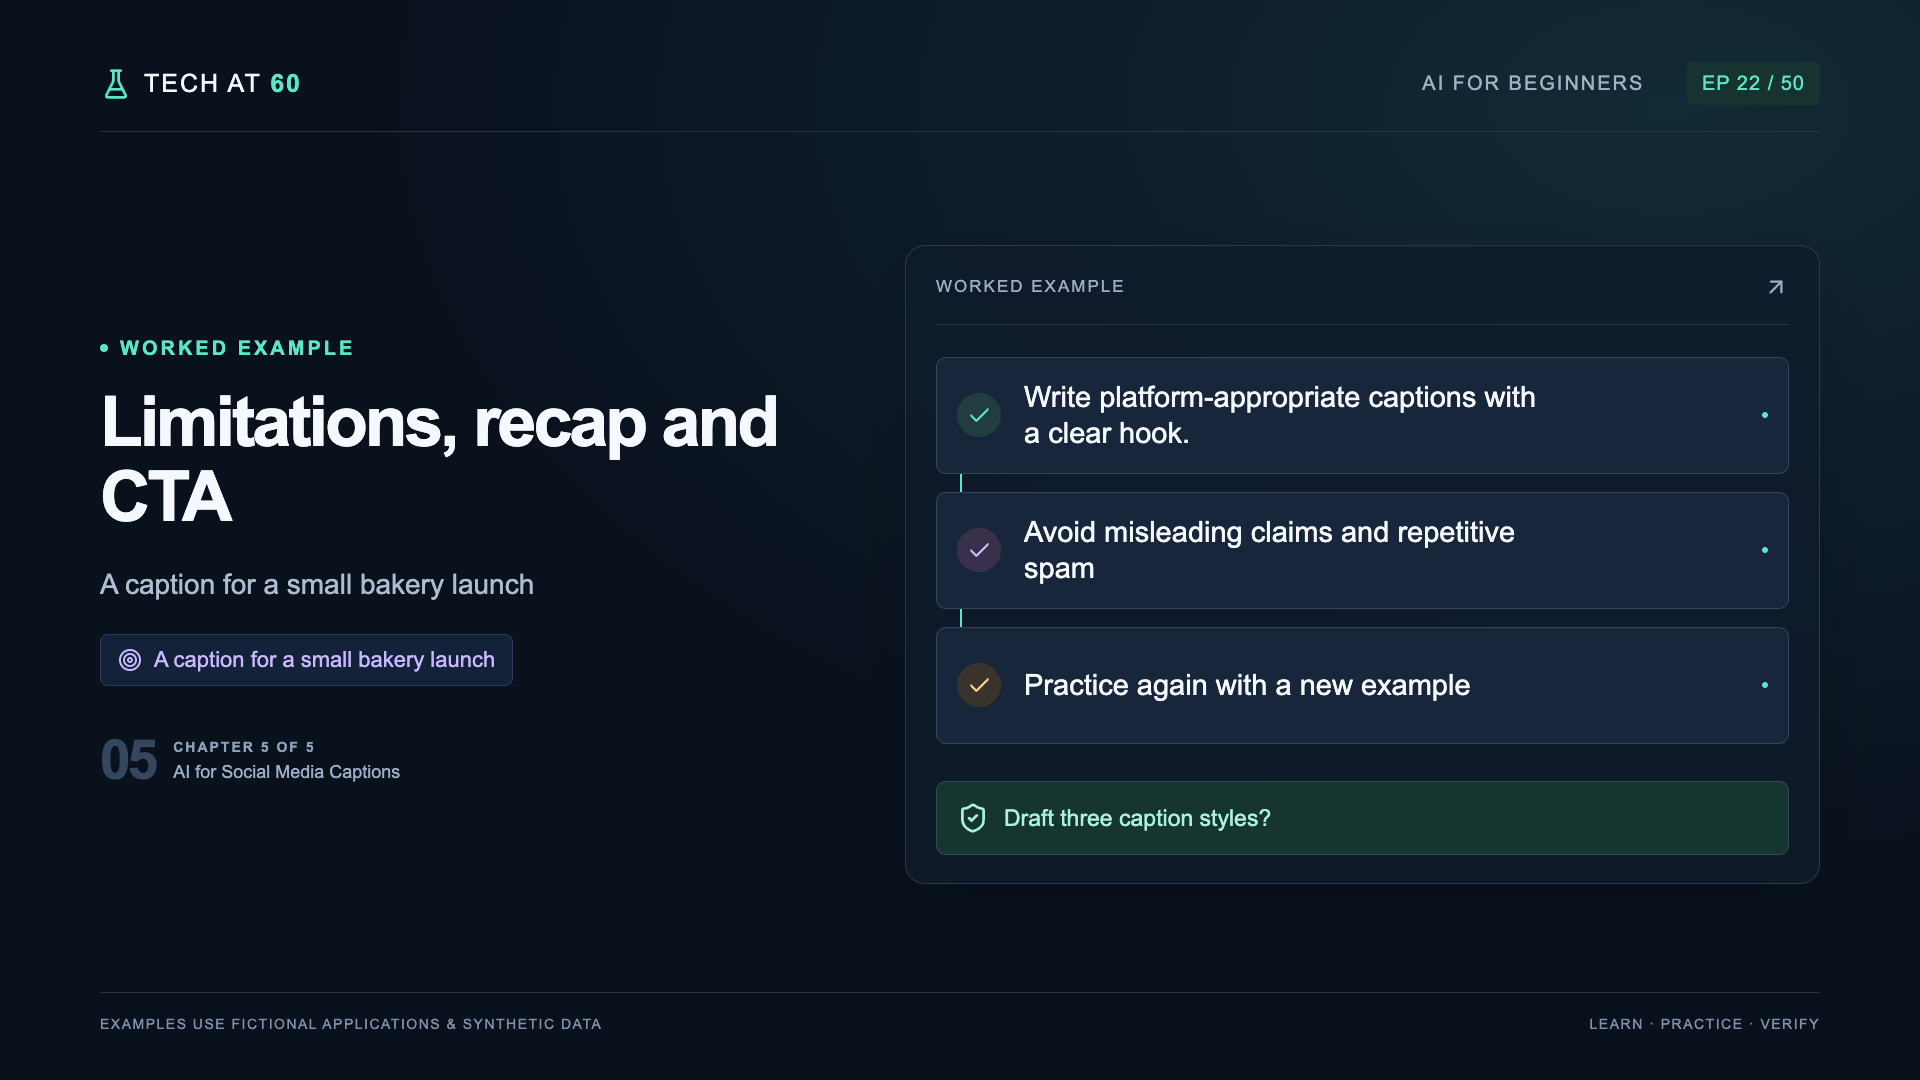 TECH AT 60
AI FOR BEGINNERS
EP 22 / 50
WORKED EXAMPLE
Limitations, recap and
CTA
A caption for a small bakery launch
A caption for a small bakery launch
05
CHAPTER 5 OF 5
AI for Social Media Captions
WORKED EXAMPLE
Write platform-appropriate captions with
a clear hook.
Avoid misleading claims and repetitive
spam
Practice again with a new example
Draft three caption styles?
EXAMPLES USE FICTIONAL APPLICATIONS & SYNTHETIC DATA
LEARN · PRACTICE · VERIFY